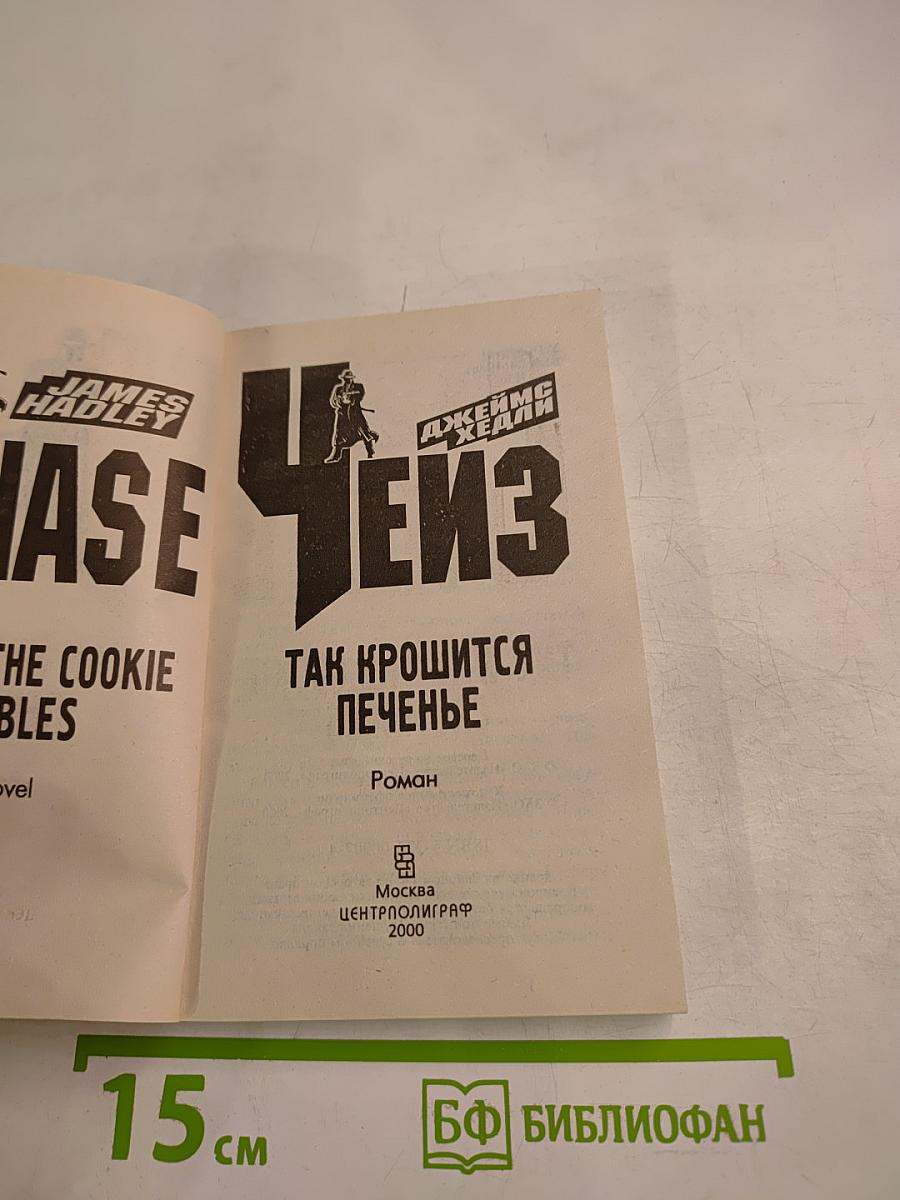 JAMES
HADLEY
HASE
THE COOKIE
BLES
ovel
ДЖЕЙМС
ХЕДЛИ
ЧЕЙЗ
ТАК КРОШИТСЯ
ПЕЧЕНЬЕ
Роман
Москва
ЦЕНТРПОЛИГРАФ
2000
15 см
БФ БИБЛИОФАН